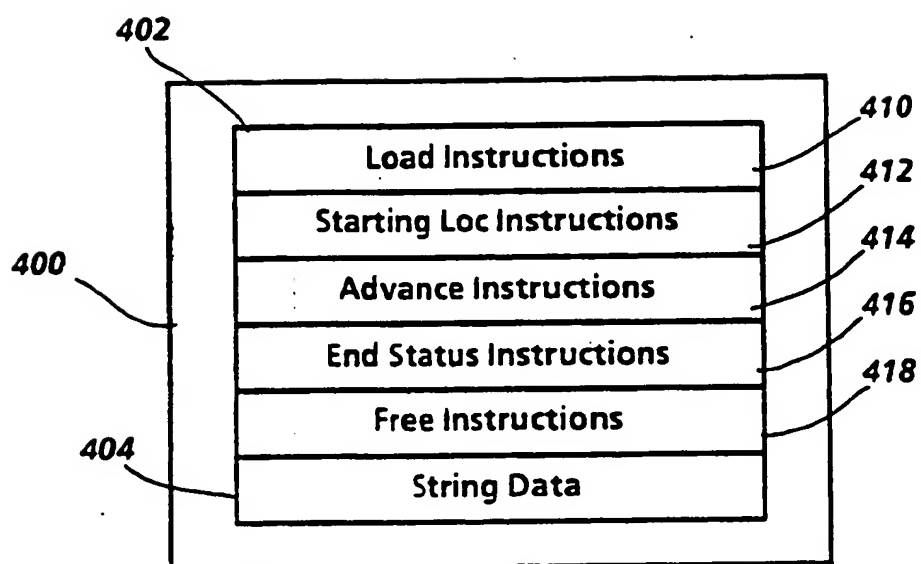 402
410
Load Instructions
412
Starting Loc Instructions
414
400
Advance Instructions
416
End Status Instructions
418
Free Instructions
404
String Data